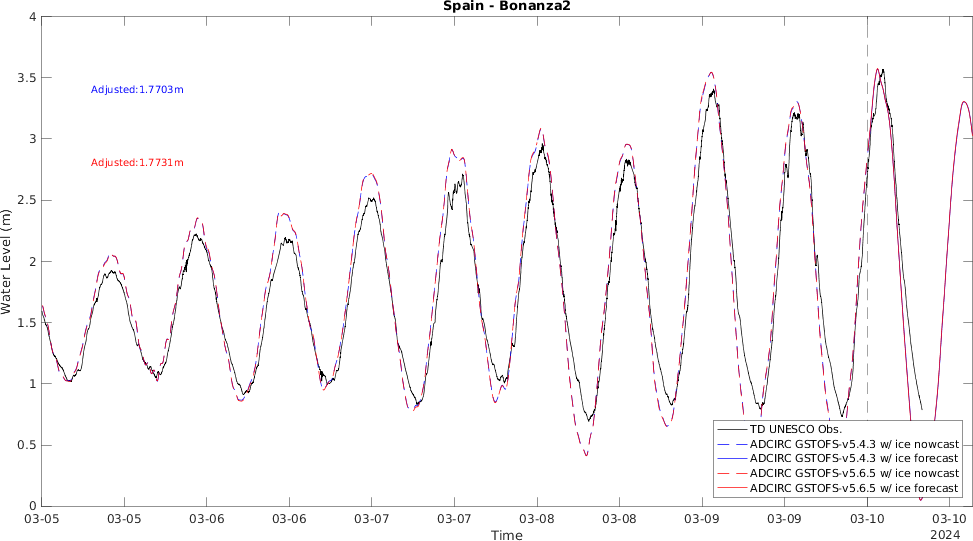 Spain - Bonanza2
4
3.5
3
2.5
2
1.5
1
0.5
0
Water Level (m)
Adjusted:1.7703m
Adjusted:1.7731m
TD UNESCO Obs.
ADCIRC GSTOFS-v5.4.3 w/ ice nowcast
ADCIRC GSTOFS-v5.4.3 w/ ice forecast
ADCIRC GSTOFS-v5.6.5 w/ ice nowcast
ADCIRC GSTOFS-v5.6.5 w/ ice forecast
03-05 03-05 03-06 03-06 03-07 03-07 03-08 03-08 03-09 03-09 03-10 03-10
Time
2024